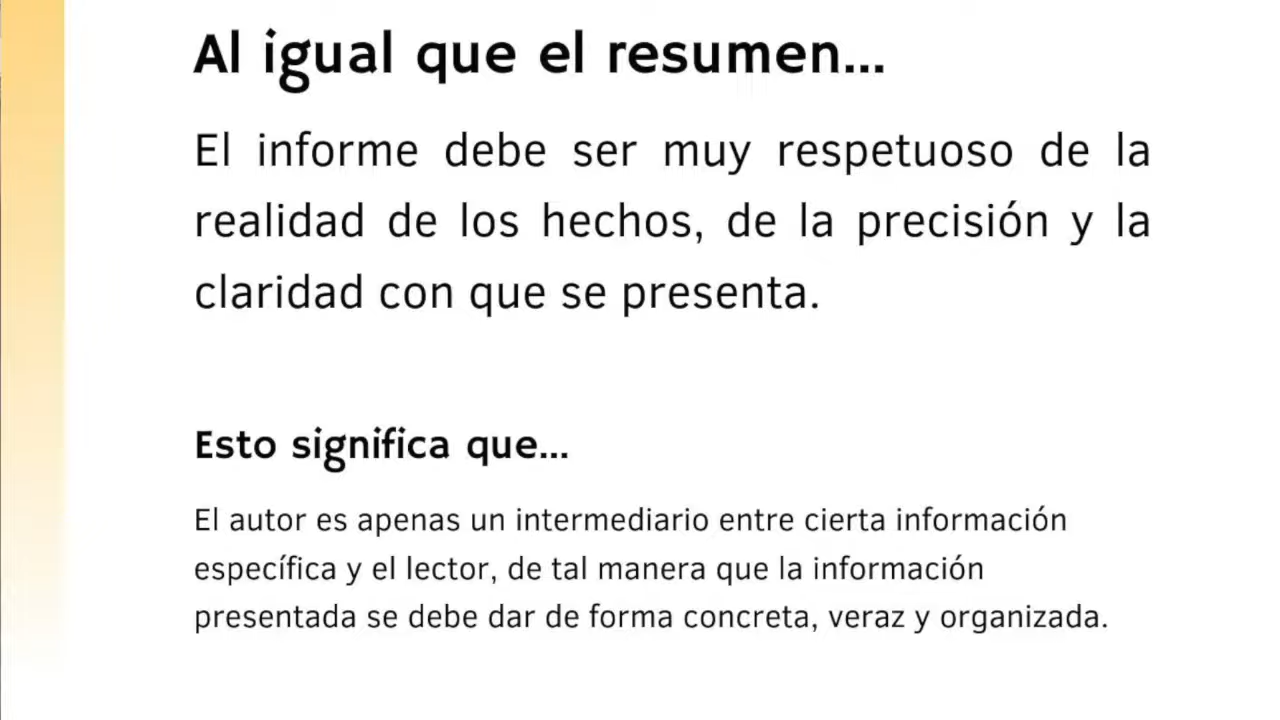 Al igual que el resumen...
El informe debe ser muy respetuoso de la
realidad de los hechos, de la precisión y la
claridad con que se presenta.
Esto significa que...
El autor es apenas un intermediario entre cierta información
específica y el lector, de tal manera que la información
presentada se debe dar de forma concreta, veraz y organizada.